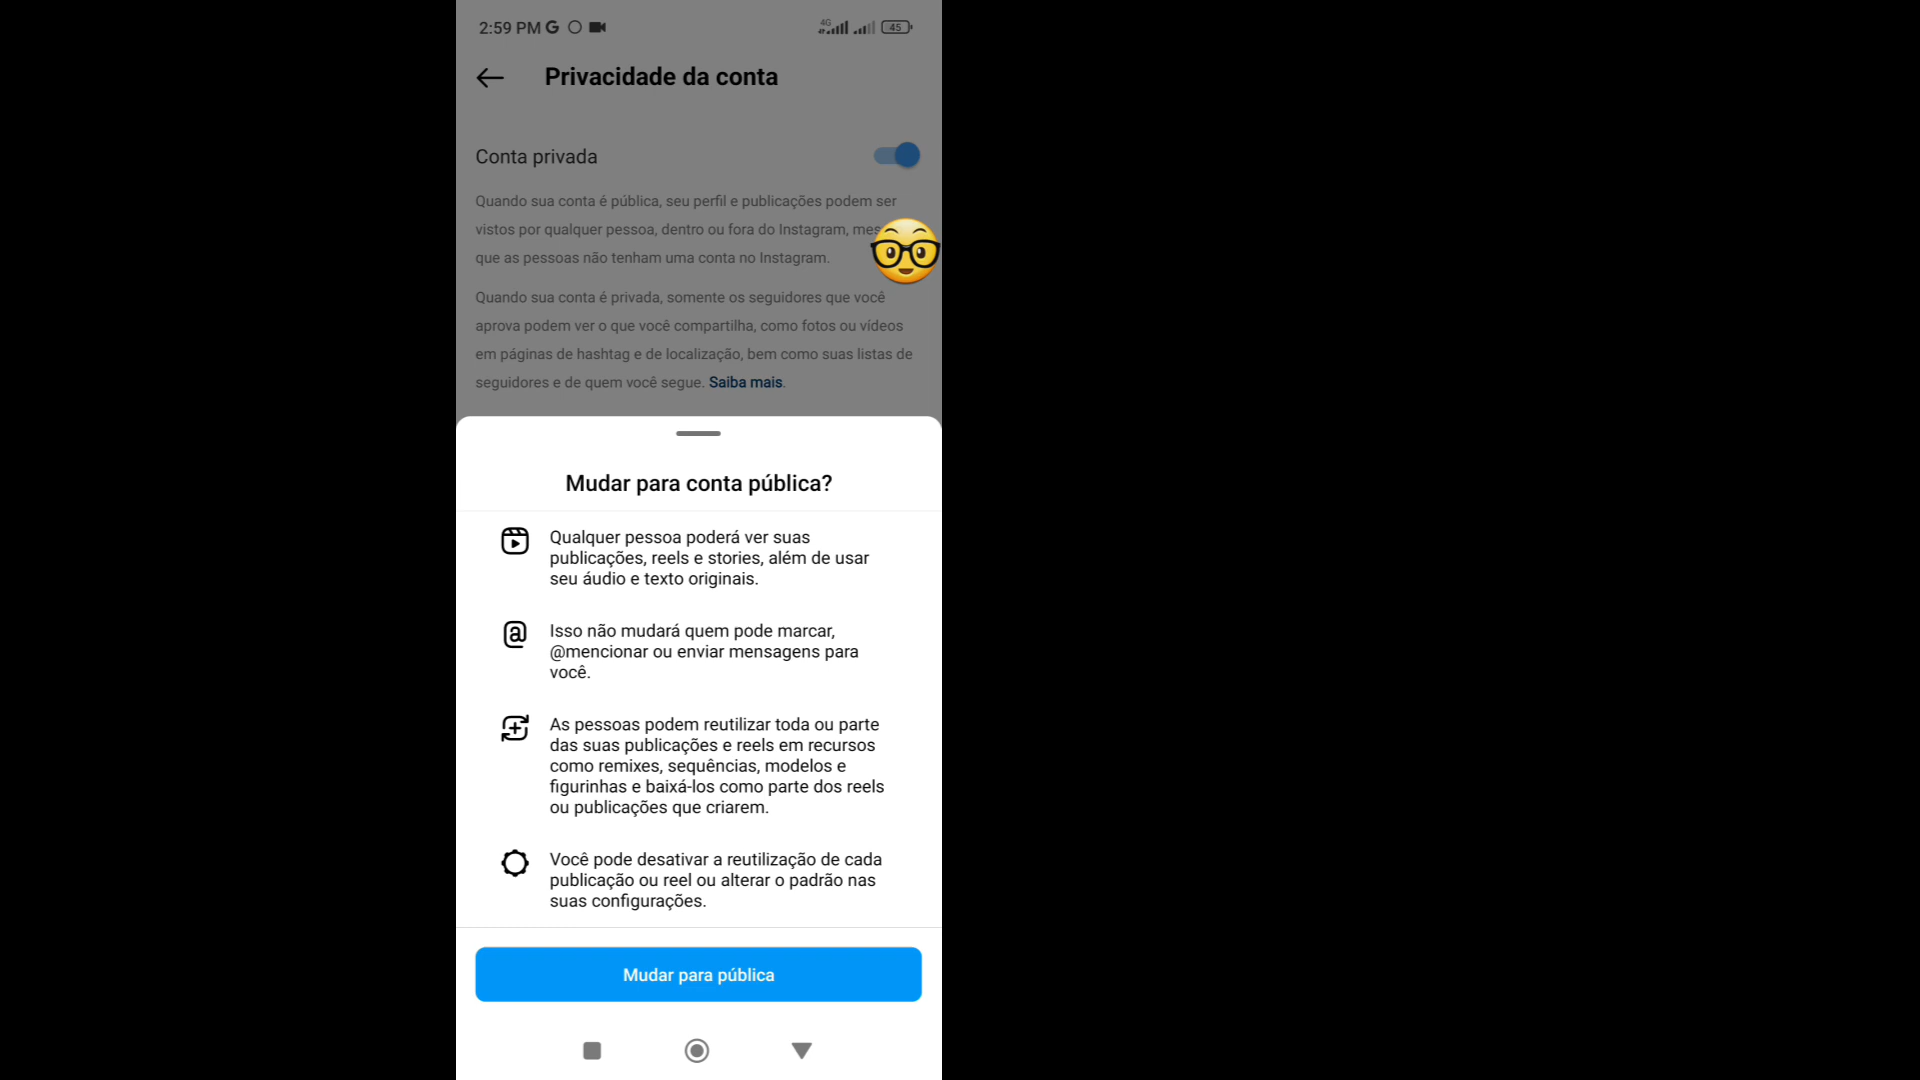 2:59 PM G
4G
45
Privacidade da conta
Conta privada
Quando sua conta é pública, seu perfil e publicações podem ser
vistos por qualquer pessoa, dentro ou fora do Instagram, mes
que as pessoas não tenham uma conta no Instagram.
Quando sua conta é privada, somente os seguidores que você
aprova podem ver o que você compartilha, como fotos ou vídeos
em páginas de hashtag e de localização, bem como suas listas de
seguidores e de quem você segue. Saiba mais.
Mudar para conta pública?
Qualquer pessoa poderá ver suas
publicações, reels e stories, além de usar
seu áudio e texto originais.
Isso não mudará quem pode marcar,
@mencionar ou enviar mensagens para
você.
As pessoas podem reutilizar toda ou parte
das suas publicações e reels em recursos
como remixes, sequências, modelos e
figurinhas e baixá-los como parte dos reels
ou publicações que criarem.
Você pode desativar a reutilização de cada
publicação ou reel ou alterar o padrão nas
suas configurações.
Mudar para pública